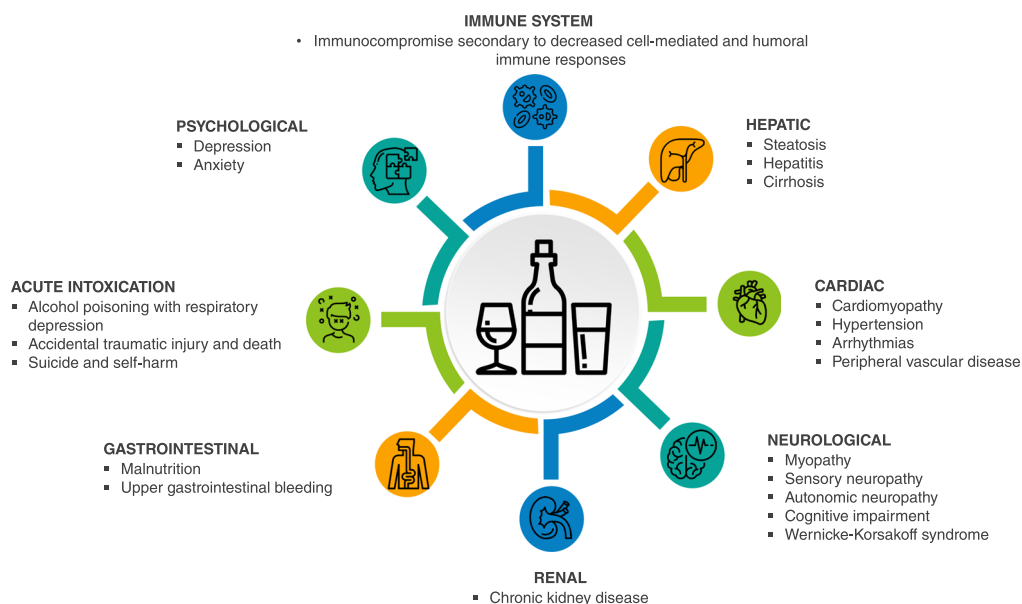 IMMUNE SYSTEM
• Immunocompromise secondary to decreased cell-mediated and humoral
immune responses
PSYCHOLOGICAL
▪ Depression
▪ Anxiety
HEPATIC
▪ Steatosis
▪ Hepatitis
▪ Cirrhosis
ACUTE INTOXICATION
▪ Alcohol poisoning with respiratory
depression
▪ Accidental traumatic injury and death
▪ Suicide and self-harm
CARDIAC
▪ Cardiomyopathy
▪ Hypertension
▪ Arrhythmias
▪ Peripheral vascular disease
GASTROINTESTINAL
▪ Malnutrition
▪ Upper gastrointestinal bleeding
NEUROLOGICAL
▪ Myopathy
▪ Sensory neuropathy
▪ Autonomic neuropathy
▪ Cognitive impairment
▪ Wernicke-Korsakoff syndrome
RENAL
▪ Chronic kidney disease